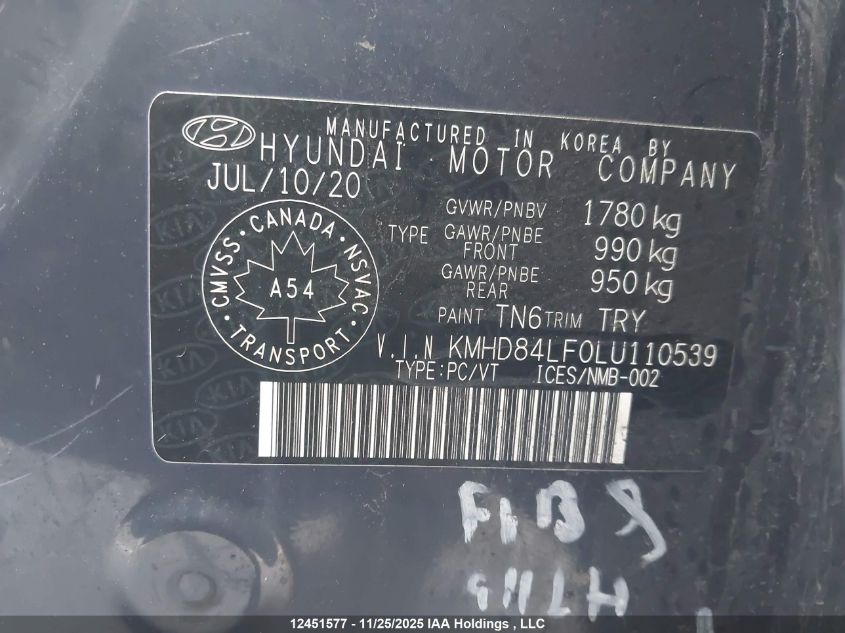 MANUFACTURED IN KOREA BY
HYUNDAI MOTOR COMPANY
JUL/10/20
GVWR/PNBV 1780 kg
TYPE GAWR/PNBE FRONT 990 kg
GAWR/PNBE REAR 950 kg
CMVSS · CANADA · NSVAC · TRANSPORT ·
A54
PAINT TN6 TRIM TRY
V.I.N KMHD84LF0LU110539
TYPE:PC/VT ICES/NMB-002
KIA
12451577 - 11/25/2025 IAA Holdings, LLC